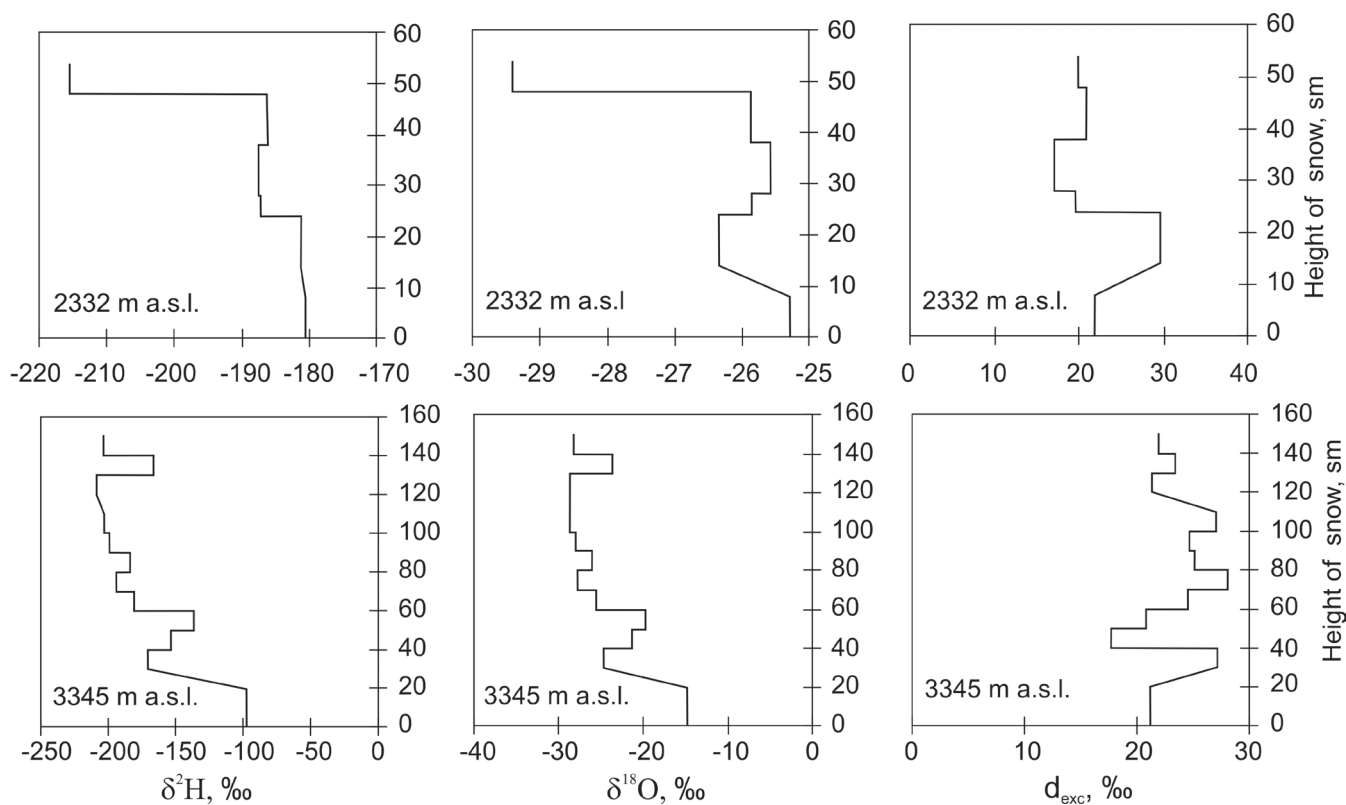 60
50
40
30
20
10
0
2332 m a.s.l.
-220 -210 -200 -190 -180 -170
60
50
40
30
20
10
0
2332 m a.s.l
-30 -29 -28 -27 -26 -25
60
50
40
30
20
10
0
Height of snow, sm
2332 m a.s.l.
0 10 20 30 40
160
140
120
100
80
60
40
20
0
3345 m a.s.l.
-250 -200 -150 -100 -50 0
δ²H, ‰
160
140
120
100
80
60
40
20
0
3345 m a.s.l.
-40 -30 -20 -10 0
δ¹⁸O, ‰
160
140
120
100
80
60
40
20
0
Height of snow, sm
3345 m a.s.l.
0 10 20 30
d_exc, ‰